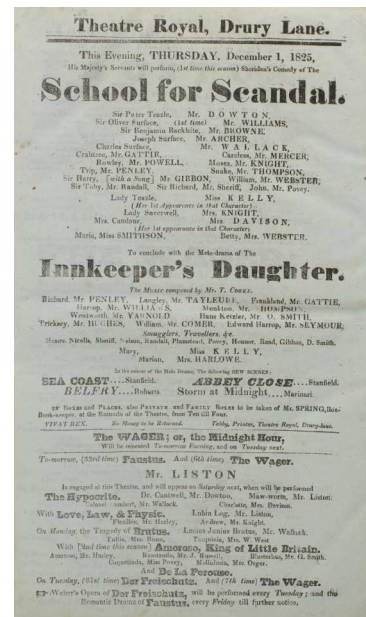 Theatre Royal, Drury Lane.
This Evening, THURSDAY, December 1, 1825,
His Majesty's Servants will perform, (1st time this season) Sheridan's Comedy of The
School for Scandal.
Sir Peter Teazle, Mr. DOWTON,
Sir Oliver Surface, (1st time) Mr. WILLIAMS,
Sir Benjamin Backbite, Mr. BROWNE,
Joseph Surface, Mr. ARCHER,
Charles Surface, Mr. WALLACK,
Crabtree, Mr. GATTIE, Careless, Mr. MERCER,
Rowley, Mr. POWELL, Moses, Mr. KNIGHT,
Trip, Mr. PENLEY, Snake, Mr. THOMPSON,
Sir Harry, [with a Song] Mr. GIBBON, William, Mr. WEBSTER,
Sir Toby, Mr. Randall, Sir Richard, Mr. Sheriff, John, Mr. Povey.
Lady Teazle, Miss KELLY,
(Her 1st Appearance in that Character)
Lady Sneerwell, Mrs. KNIGHT,
Mrs. Candour, Mrs. DAVISON,
(Her 1st appearance in that Character)
Maria, Miss SMITHSON, Betty, Mrs. WEBSTER.
To conclude with the Melo-drama of The
Innkeeper's Daughter.
The Music composed by Mr. T. COOKE.
Richard, Mr. PENLEY, Langley, Mr. TAYLEURE, Frankland, Mr. GATTIE,
Harrop, Mr. WILLIAMS, Monkton, Mr. THOMPSON,
Wentworth, Mr. YARNOLD, Hans Ketzler, Mr. O. SMITH,
Tricksey, Mr. HUGHES, William, Mr. COMER, Edward Harrop, Mr. SEYMOUR,
Smugglers, Travellers, &c.
Messrs. Nicolls, Sheriff, Nelson, Randall, Plumstead, Povey, Honner, Read, Gibbon, D. Smith.
Mary, Miss KELLY,
Marian, Mrs. HARLOWE.
In the course of the Melo Drama, The following NEW SCENES:
SEA COAST....Stanfield. ABBEY CLOSE....Stanfield.
BELFRY....Roberts. Storm at Midnight....Marinari.
BOXES and PLACES, also PRIVATE and FAMILY BOXES to be taken of Mr. SPRING, Box-
Book-keeper, at the Rotunda of the Theatre, from Ten till Four.
VIVAT REX. No Money to be Returned. Tabby, Printer, Theatre Royal, Drury-lane.
The WAGER; or, the Midnight Hour,
Will be repeated To-morrow Evening, and on Tuesday next.
To-morrow, (33rd time) Faustus. And (6th time) The Wager.
Mr. LISTON
Is engaged at this Theatre, and will appear on Saturday next, when will be performed
The Hypocrite. Dr. Cantwell, Mr. Dowton, Maw-worm, Mr. Liston.
Colonel Lambert, Mr. Wallack. Charlotte, Mrs. Davison.
With Love, Law, & Physic. Lubin Log, Mr. Liston,
Flexible, Mr. Harley, Andrew, Mr. Knight.
On Monday, the Tragedy of Brutus. Lucius Junius Brutus, Mr. Wallack.
Tullia, Mrs. Bunn, Tarquinia, Mrs. W. West
With (2nd time this season) Amoroso, King of Little Britain.
Amoroso, Mr. Harley, Roastando, Mr. J. Russell, Blusterbus, Mr. G. Smith.
Coquetinda, Miss Povey, Mollidusta, Mrs. Orger.
And De La Perouse.
On Tuesday, (61st time) Der Freischutz. And (7th time) The Wager.
Weber's Opera of Der Freischutz, will be performed every Tuesday; and the
Romantic Drama of Faustus, every Friday till further notice.